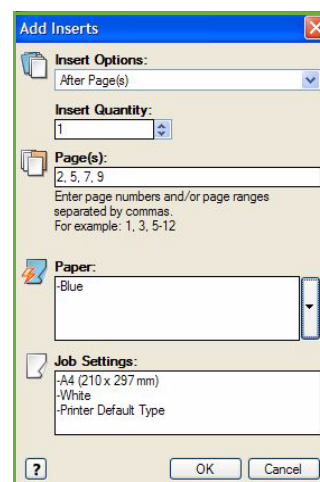 Add Inserts
Insert Options:
After Page(s)
Insert Quantity:
1
Page(s):
2, 5, 7, 9
Enter page numbers and/or page ranges
separated by commas.
For example: 1, 3, 5-12
Paper:
-Blue
Job Settings:
-A4 (210 x 297 mm)
-White
-Printer Default Type
?
OK
Cancel